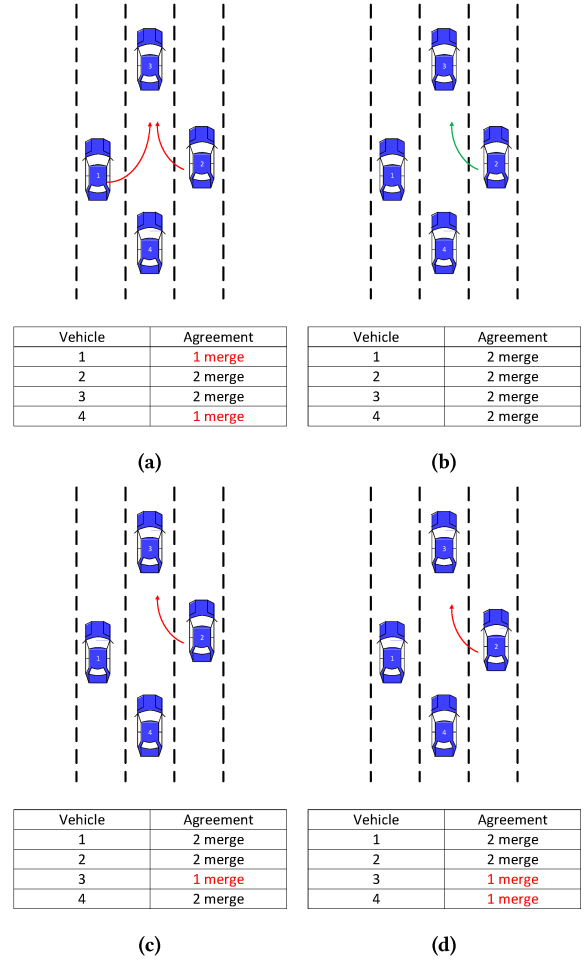 3
1
2
4
Vehicle Agreement
1 1 merge
2 2 merge
3 2 merge
4 1 merge
(a)
3
1
2
4
Vehicle Agreement
1 2 merge
2 2 merge
3 2 merge
4 2 merge
(b)
3
2
1
4
Vehicle Agreement
1 2 merge
2 2 merge
3 1 merge
4 2 merge
(c)
3
2
1
4
Vehicle Agreement
1 2 merge
2 2 merge
3 1 merge
4 1 merge
(d)